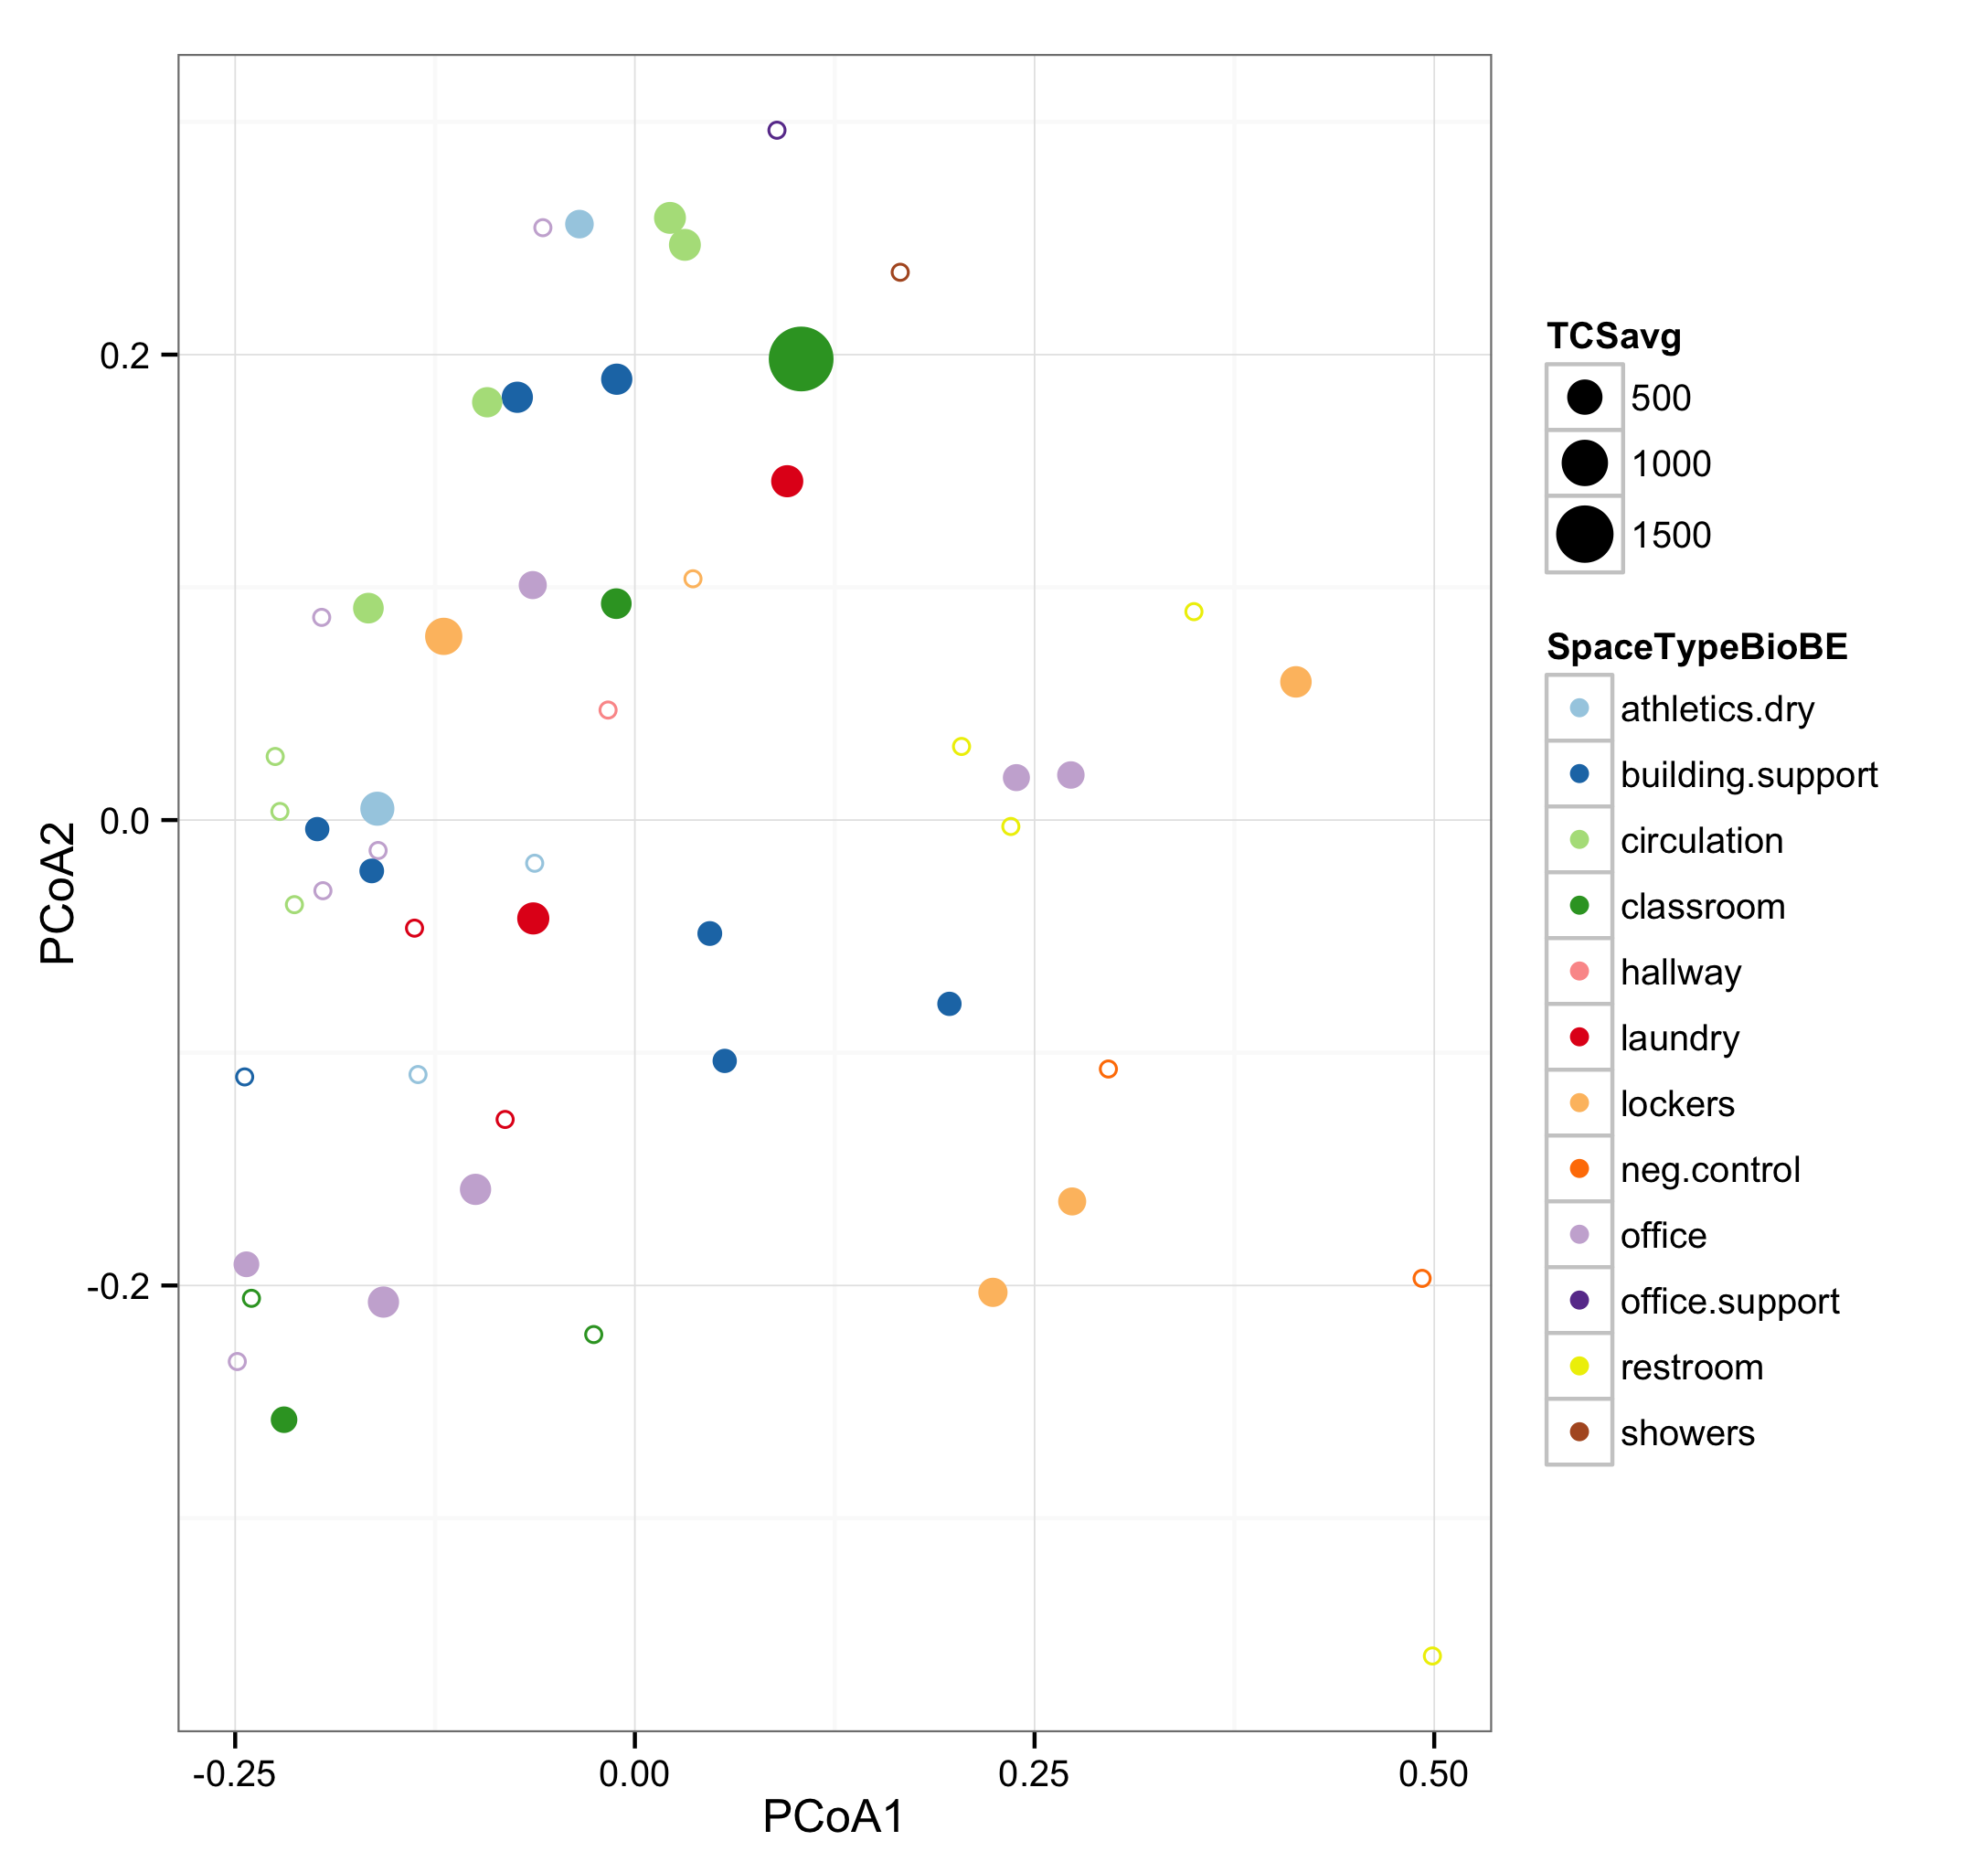 0.2
0.0
-0.2
PCoA2
-0.25
0.00
0.25
0.50
PCoA1
TCSavg
500
1000
1500
SpaceTypeBioBE
athletics.dry
building.support
circulation
classroom
hallway
laundry
lockers
neg.control
office
office.support
restroom
showers